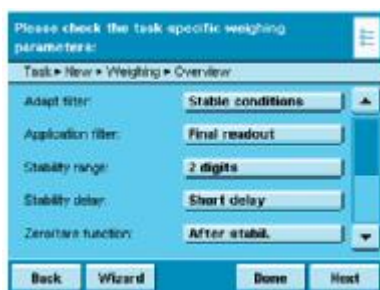 Please check the task specific weighing
parameters:
Task ▸ New ▸ Weighing ▸ Overview
Adapt filter: Stable conditions
Application filter: Final readout
Stability range: 2 digits
Stability delay: Short delay
Zero/tare function: After stabil.
Back Wizard Done Next